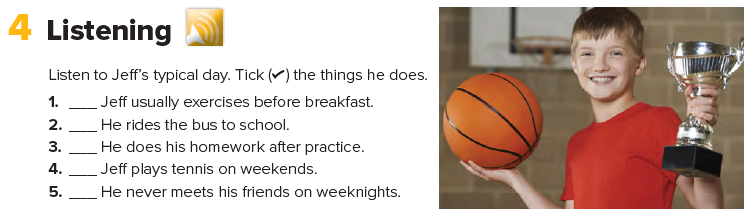 4 Listening
Listen to Jeff's typical day. Tick (✔) the things he does.
1. ___ Jeff usually exercises before breakfast.
2. ___ He rides the bus to school.
3. ___ He does his homework after practice.
4. ___ Jeff plays tennis on weekends.
5. ___ He never meets his friends on weeknights.